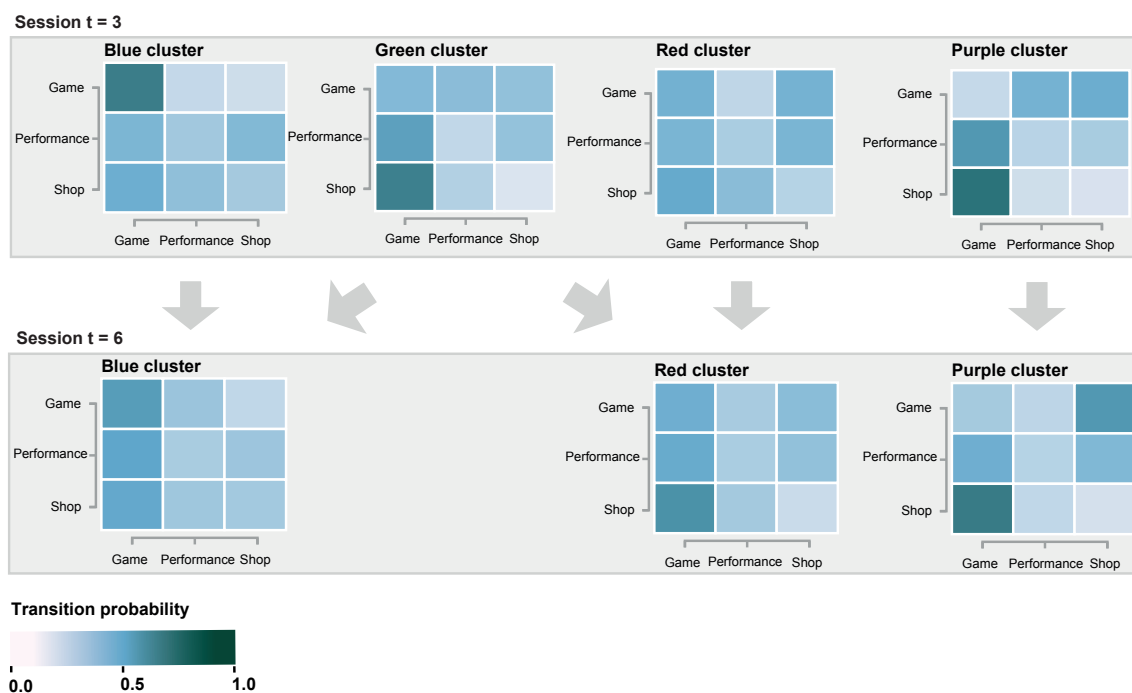 Session t = 3
Blue cluster
Green cluster
Red cluster
Purple cluster
Game
Performance
Shop
Game Performance Shop
Game
Performance
Shop
Game Performance Shop
Game
Performance
Shop
Game Performance Shop
Game
Performance
Shop
Game Performance Shop
Session t = 6
Blue cluster
Red cluster
Purple cluster
Game
Performance
Shop
Game Performance Shop
Game
Performance
Shop
Game Performance Shop
Game
Performance
Shop
Game Performance Shop
Transition probability
0.0 0.5 1.0